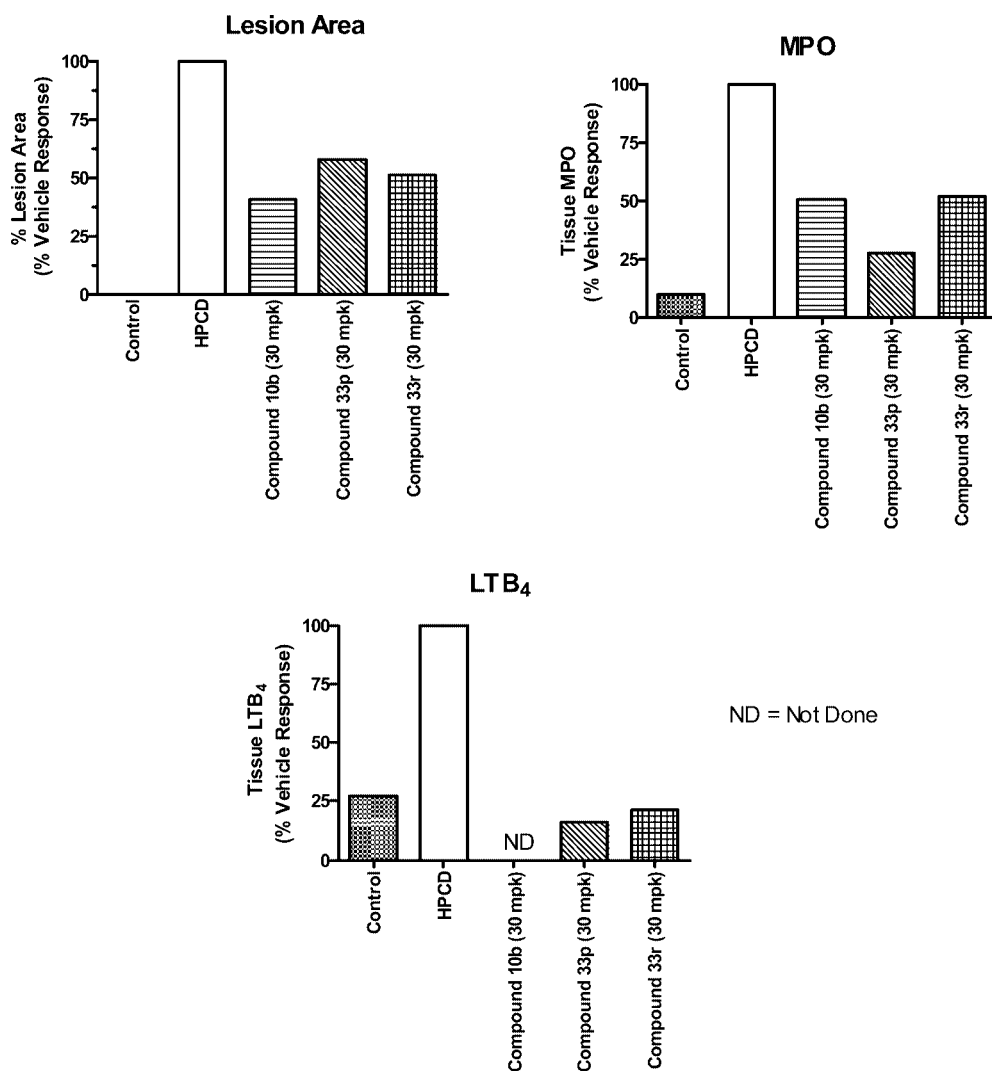 Lesion Area
% Lesion Area
(% Vehicle Response)
100
75
50
25
0
Control
HPCD
Compound 10b (30 mpk)
Compound 33p (30 mpk)
Compound 33r (30 mpk)
MPO
Tissue MPO
(% Vehicle Response)
100
75
50
25
0
Control
HPCD
Compound 10b (30 mpk)
Compound 33p (30 mpk)
Compound 33r (30 mpk)
LTB₄
Tissue LTB₄
(% Vehicle Response)
100
75
50
25
0
ND
Control
HPCD
Compound 10b (30 mpk)
Compound 33p (30 mpk)
Compound 33r (30 mpk)
ND = Not Done